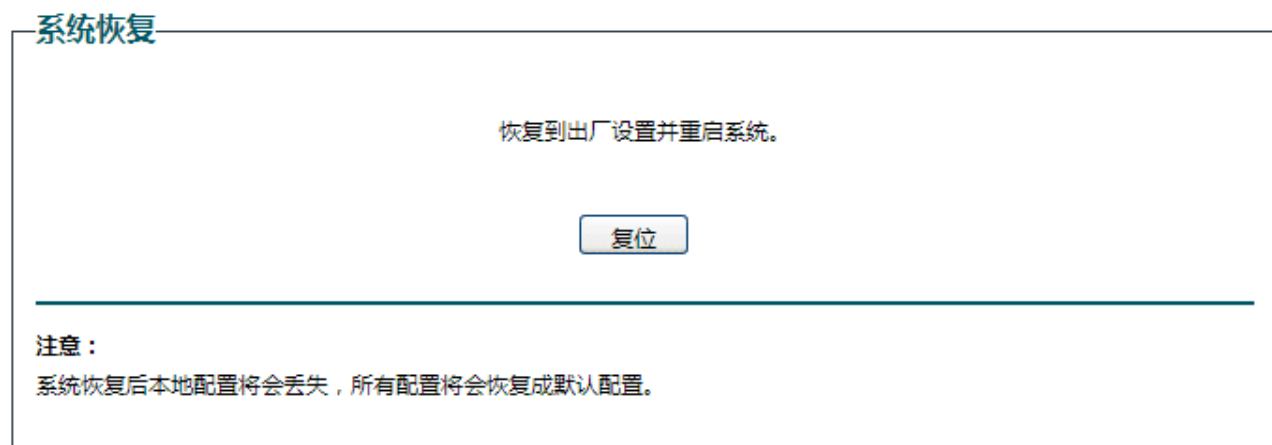 系统恢复
恢复到出厂设置并重启系统。
复位
注意：
系统恢复后本地配置将会丢失，所有配置将会恢复成默认配置。